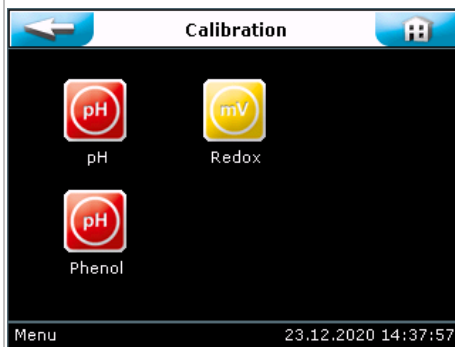 Calibration
pH mV
pH Redox
pH
Phenol
Menu 23.12.2020 14:37:57